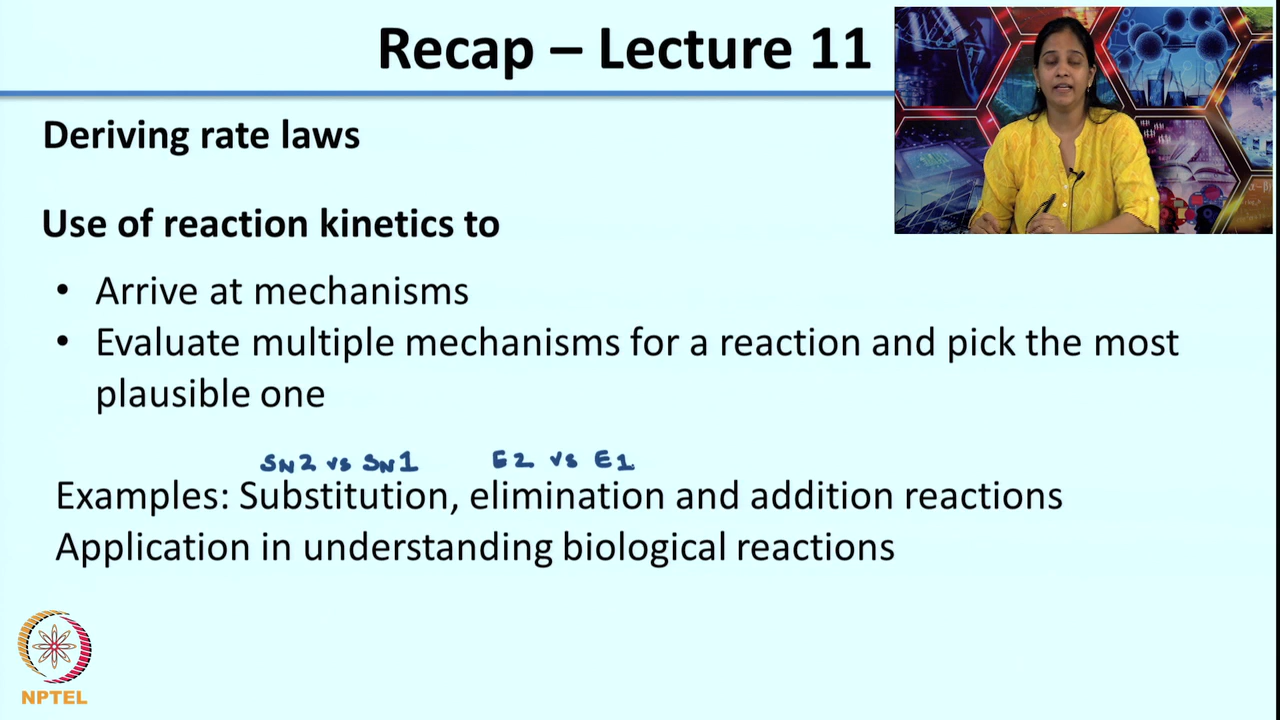 Recap – Lecture 11
Deriving rate laws
Use of reaction kinetics to
• Arrive at mechanisms
• Evaluate multiple mechanisms for a reaction and pick the most
plausible one
SN2 vs SN1 E2 vs E1
Examples: Substitution, elimination and addition reactions
Application in understanding biological reactions
NPTEL